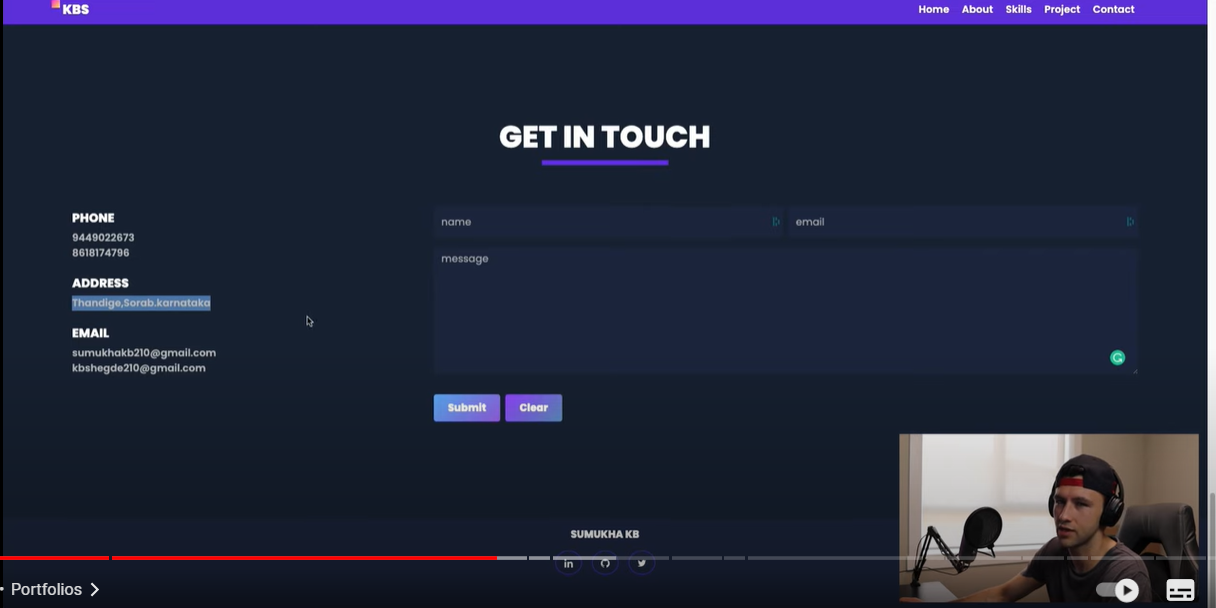 KBS
Home About Skills Project Contact
GET IN TOUCH
PHONE
9449022673
8618174796
ADDRESS
Thandige,Sorab.karnataka
EMAIL
sumukhakb210@gmail.com
kbshegde210@gmail.com
name
email
message
Submit Clear
SUMUKHA KB
in
• Portfolios